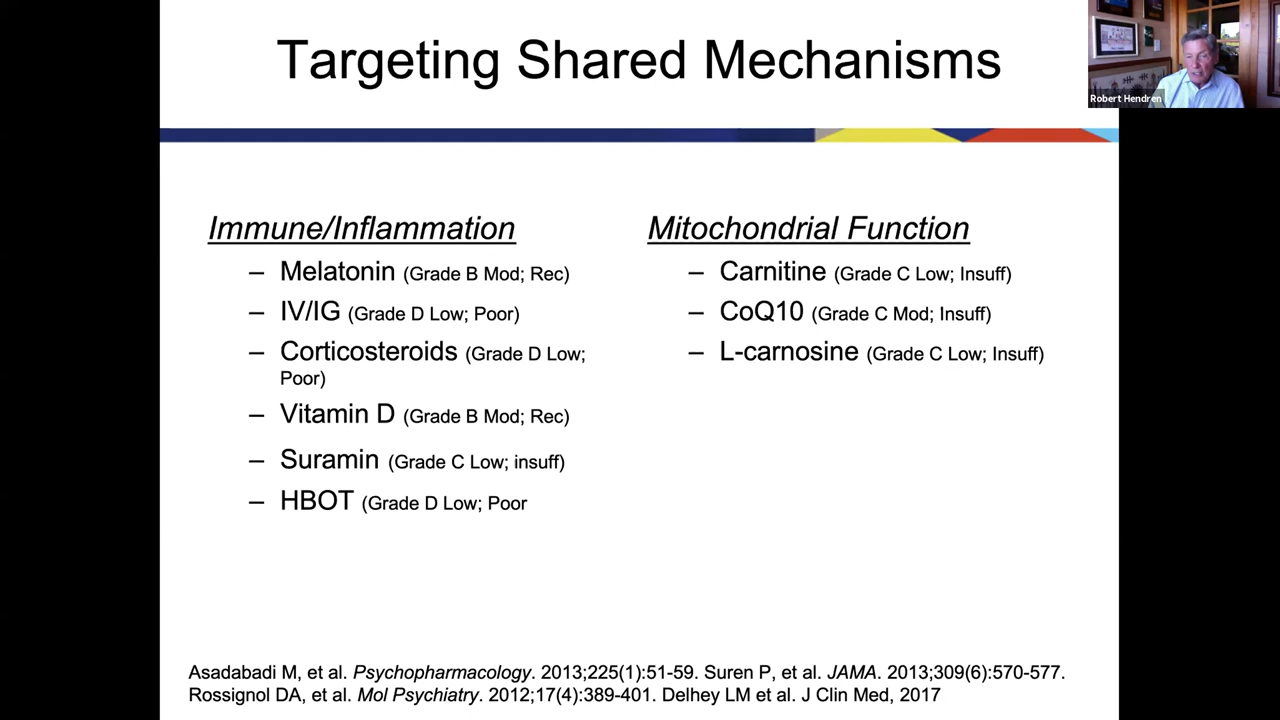 Targeting Shared Mechanisms
Robert Hendren
Immune/Inflammation
– Melatonin (Grade B Mod; Rec)
– IV/IG (Grade D Low; Poor)
– Corticosteroids (Grade D Low;
Poor)
– Vitamin D (Grade B Mod; Rec)
– Suramin (Grade C Low; insuff)
– HBOT (Grade D Low; Poor
Mitochondrial Function
– Carnitine (Grade C Low; Insuff)
– CoQ10 (Grade C Mod; Insuff)
– L-carnosine (Grade C Low; Insuff)
Asadabadi M, et al. Psychopharmacology. 2013;225(1):51-59. Suren P, et al. JAMA. 2013;309(6):570-577.
Rossignol DA, et al. Mol Psychiatry. 2012;17(4):389-401. Delhey LM et al. J Clin Med, 2017